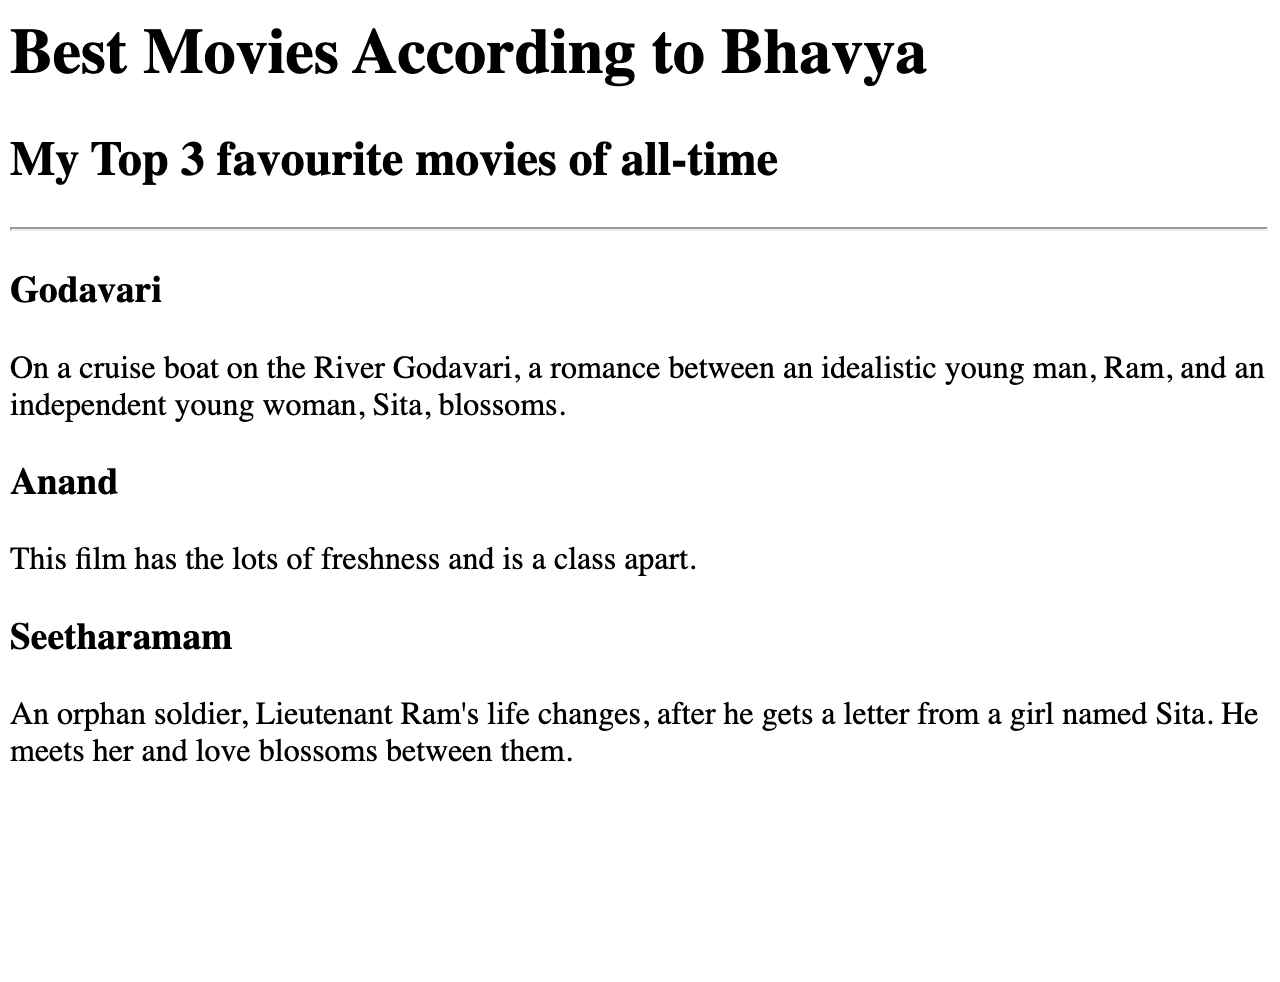 Best Movies According to Bhavya
My Top 3 favourite movies of all-time
Godavari
On a cruise boat on the River Godavari, a romance between an idealistic young man, Ram, and an
independent young woman, Sita, blossoms.
Anand
This film has the lots of freshness and is a class apart.
Seetharamam
An orphan soldier, Lieutenant Ram's life changes, after he gets a letter from a girl named Sita. He
meets her and love blossoms between them.